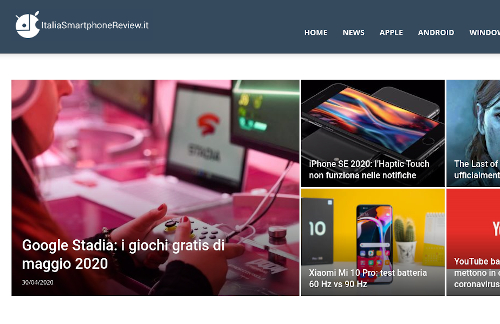 ItaliaSmartphoneReview.it
HOME NEWS APPLE ANDROID WINDOW
STADIA
Google Stadia: i giochi gratis di
maggio 2020
30/04/2020
iPhone SE 2020: l'Haptic Touch
non funziona nelle notifiche
The Last of
ufficialment
10
Xiaomi Mi 10 Pro: test batteria
60 Hz vs 90 Hz
Y
YouTube ba
mettono in c
coronavirus